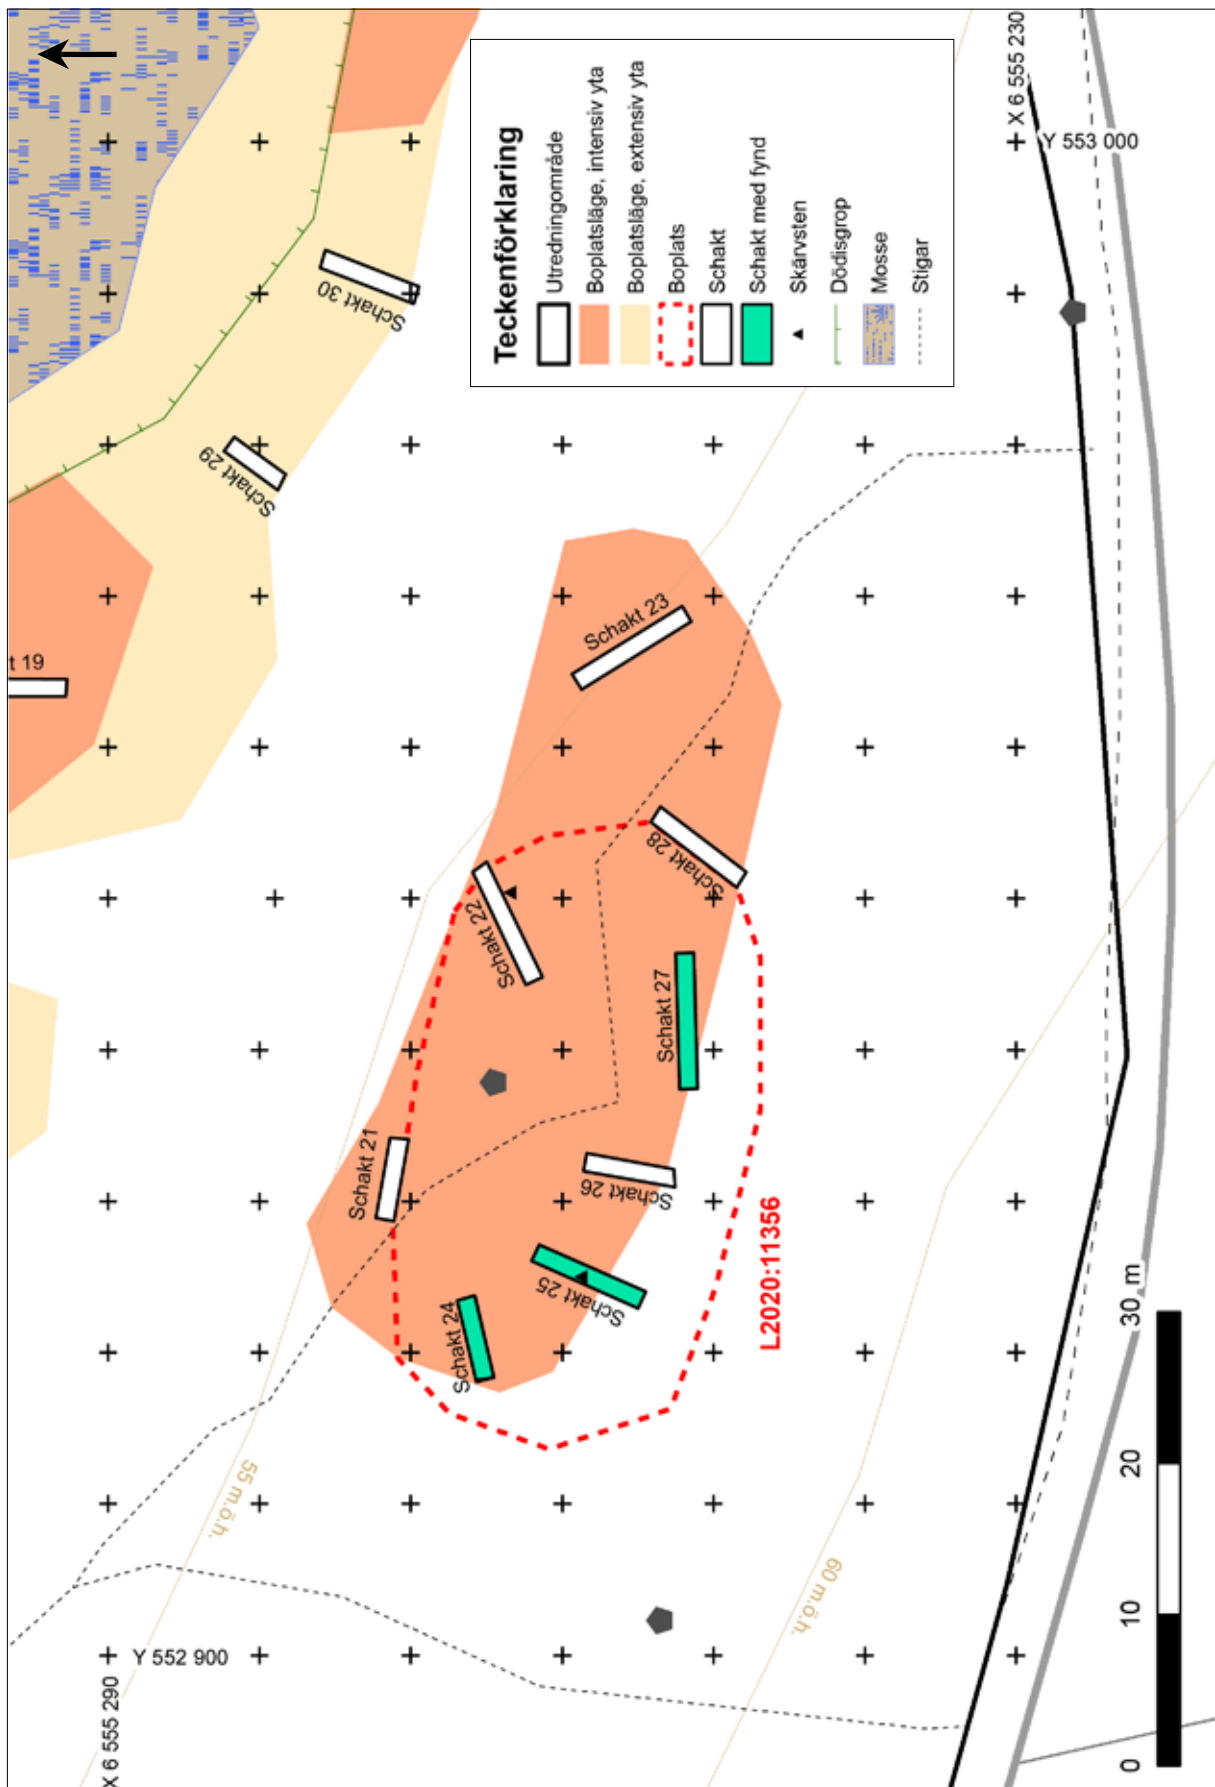 Teckenförklaring
Utredningområde
Boplatsläge, intensiv yta
Boplatsläge, extensiv yta
Boplats
Schakt
Schakt med fynd
Skärvsten
Dödisgrop
Mosse
Stigar
X 6 555 290
Y 552 900
X 6 555 230
Y 553 000
55 m.ö.h.
60 m.ö.h.
t 19
Schakt 21
Schakt 22
Schakt 23
Schakt 24
Schakt 25
Schakt 26
Schakt 27
Schakt 28
Schakt 29
Schakt 30
L2020:11356
0 10 20 30 m